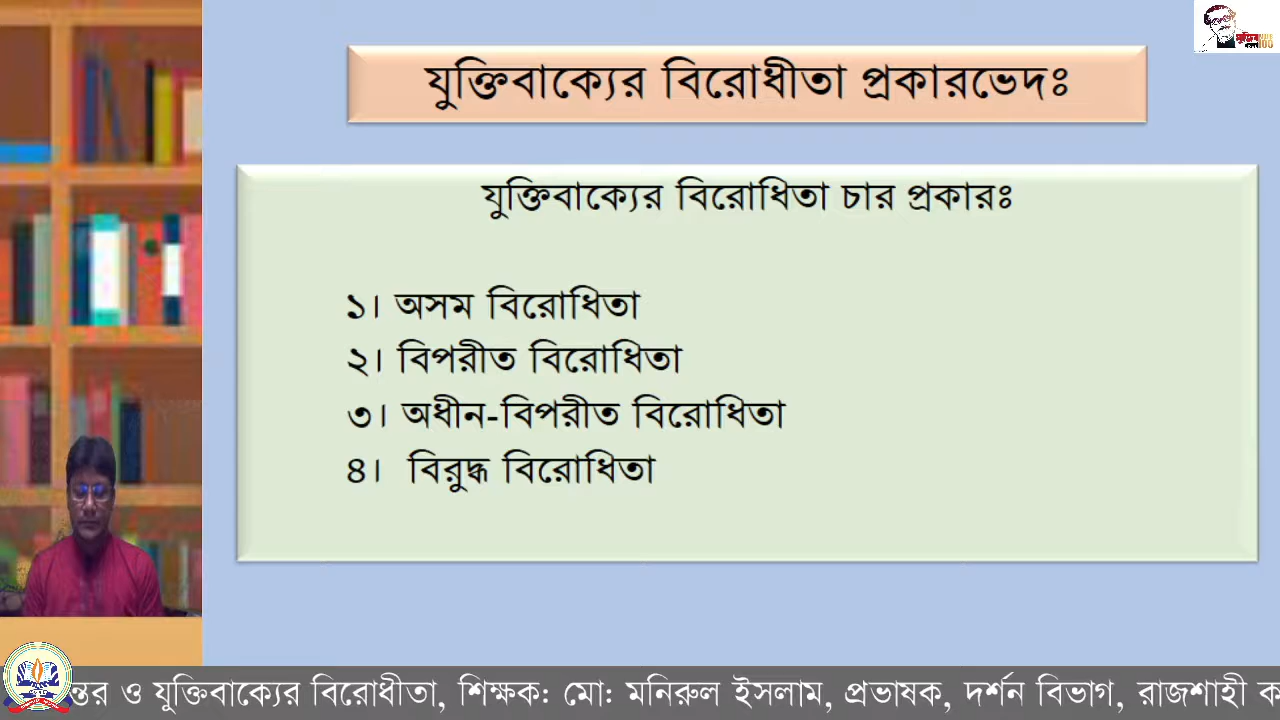 যুক্তিবাক্যের বিরোধীতা প্রকারভেদঃ
যুক্তিবাক্যের বিরোধিতা চার প্রকারঃ
১। অসম বিরোধিতা
২। বিপরীত বিরোধিতা
৩। অধীন-বিপরীত বিরোধিতা
৪। বিরুদ্ধ বিরোধিতা
ন্তর ও যুক্তিবাক্যের বিরোধীতা, শিক্ষক: মো: মনিরুল ইসলাম, প্রভাষক, দর্শন বিভাগ, রাজশাহী ক